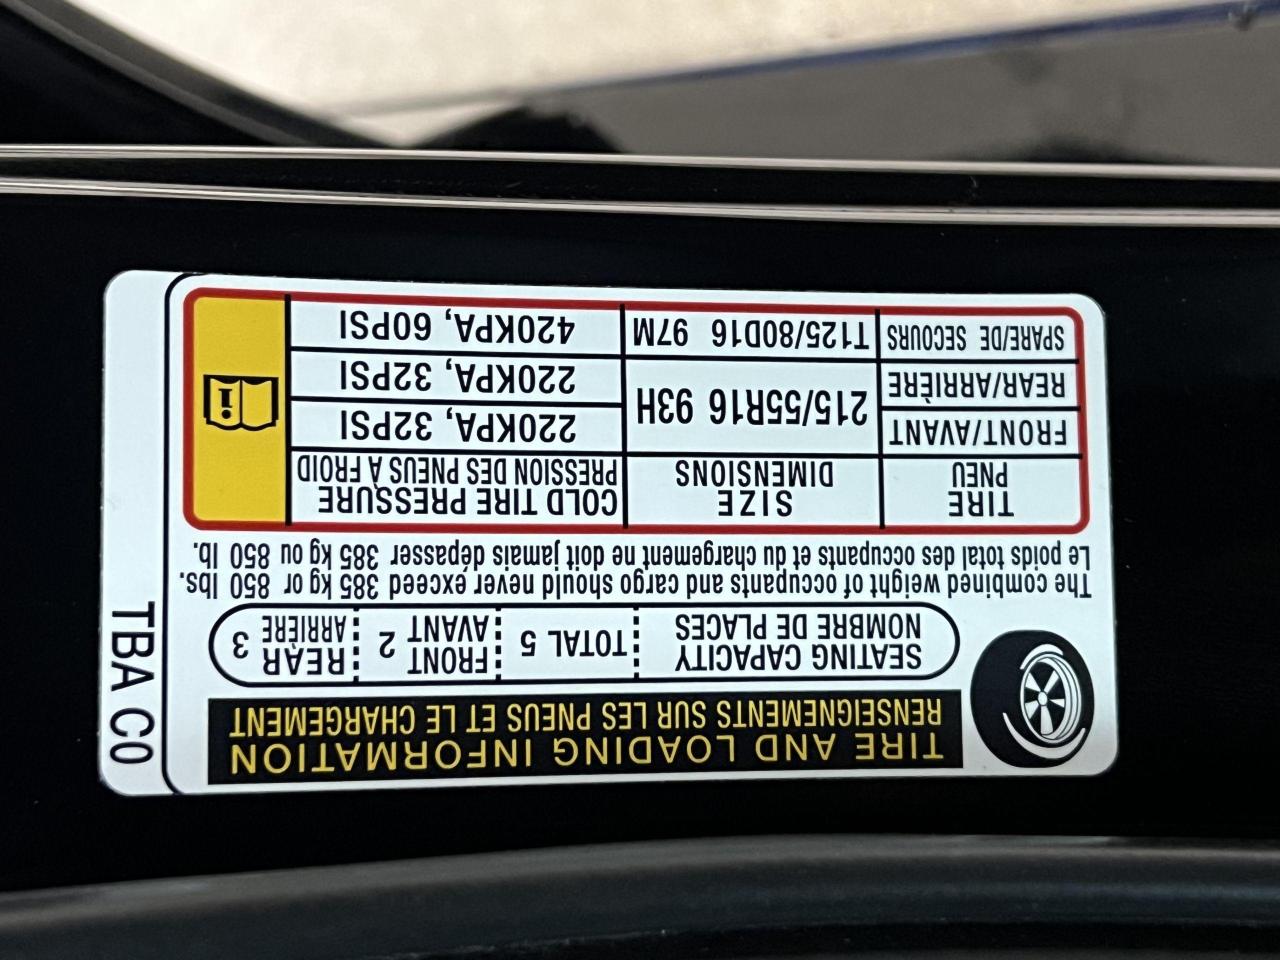 TIRE AND LOADING INFORMATION
RENSEIGNEMENTS SUR LES PNEUS ET LE CHARGEMENT
SEATING CAPACITY
NOMBRE DE PLACES
TOTAL 5
FRONT
AVANT 2
REAR
ARRIÈRE 3
The combined weight of occupants and cargo should never exceed 385 kg or 850 lbs.
Le poids total des occupants et du chargement ne doit jamais dépasser 385 kg ou 850 lb.
TIRE
PNEU
SIZE
DIMENSIONS
COLD TIRE PRESSURE
PRESSION DES PNEUS À FROID
FRONT/AVANT
215/55R16 93H
220KPA, 32PSI
REAR/ARRIÈRE
220KPA, 32PSI
SPARE/DE SECOURS
T125/80D16 97M
420KPA, 60PSI
TBA C0